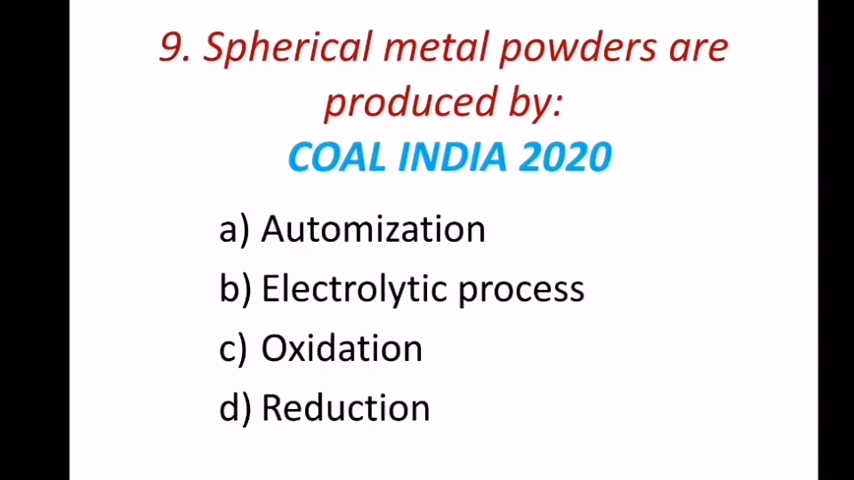 9. Spherical metal powders are
produced by:
COAL INDIA 2020
a) Automization
b) Electrolytic process
c) Oxidation
d) Reduction